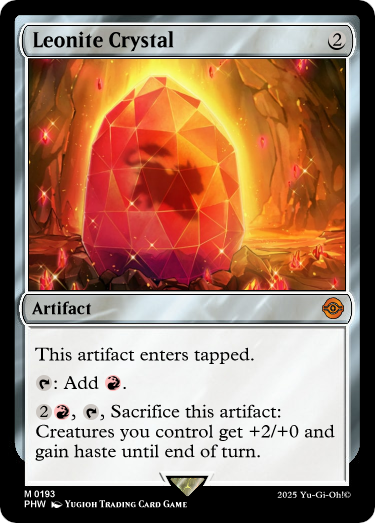 Leonite Crystal 2
Artifact
This artifact enters tapped.
: Add .
2 , , Sacrifice this artifact:
Creatures you control get +2/+0 and
gain haste until end of turn.
M 0193
PHW Yugioh Trading Card Game
2025 Yu-Gi-Oh!©